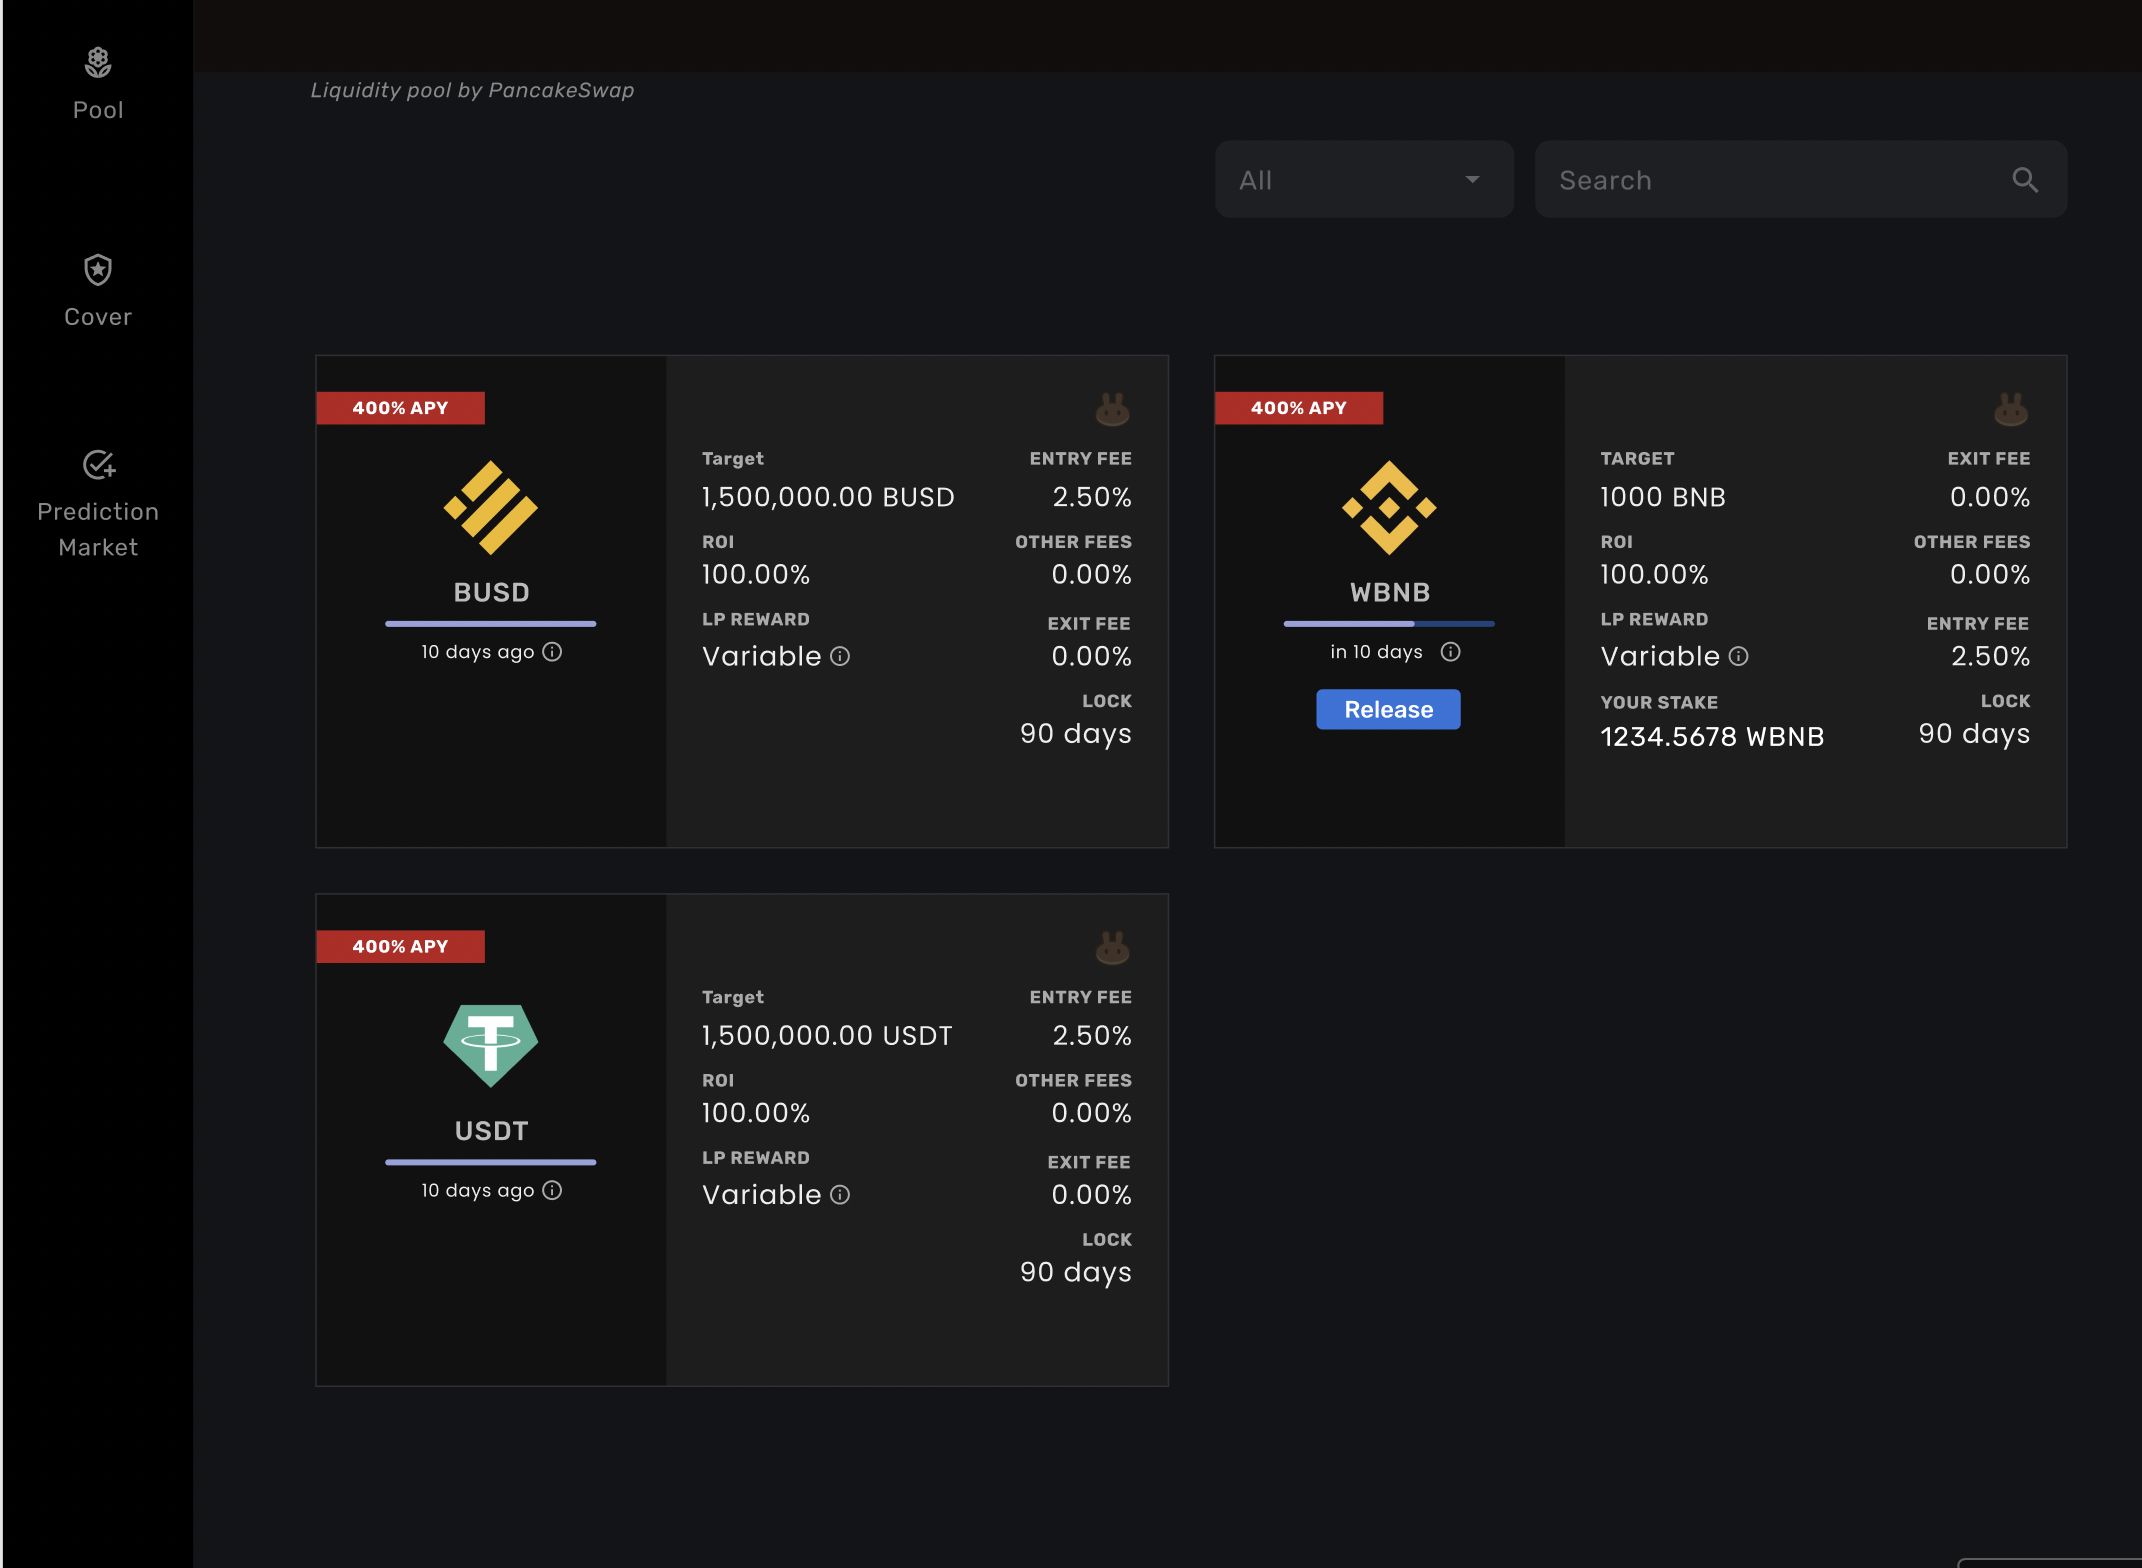 Pool
Cover
Prediction
Market
Liquidity pool by PancakeSwap
All
Search
400% APY
BUSD
10 days ago
Target
1,500,000.00 BUSD
ROI
100.00%
LP REWARD
Variable
ENTRY FEE
2.50%
OTHER FEES
0.00%
EXIT FEE
0.00%
LOCK
90 days
400% APY
WBNB
in 10 days
Release
TARGET
1000 BNB
ROI
100.00%
LP REWARD
Variable
YOUR STAKE
1234.5678 WBNB
EXIT FEE
0.00%
OTHER FEES
0.00%
ENTRY FEE
2.50%
LOCK
90 days
400% APY
USDT
10 days ago
Target
1,500,000.00 USDT
ROI
100.00%
LP REWARD
Variable
ENTRY FEE
2.50%
OTHER FEES
0.00%
EXIT FEE
0.00%
LOCK
90 days